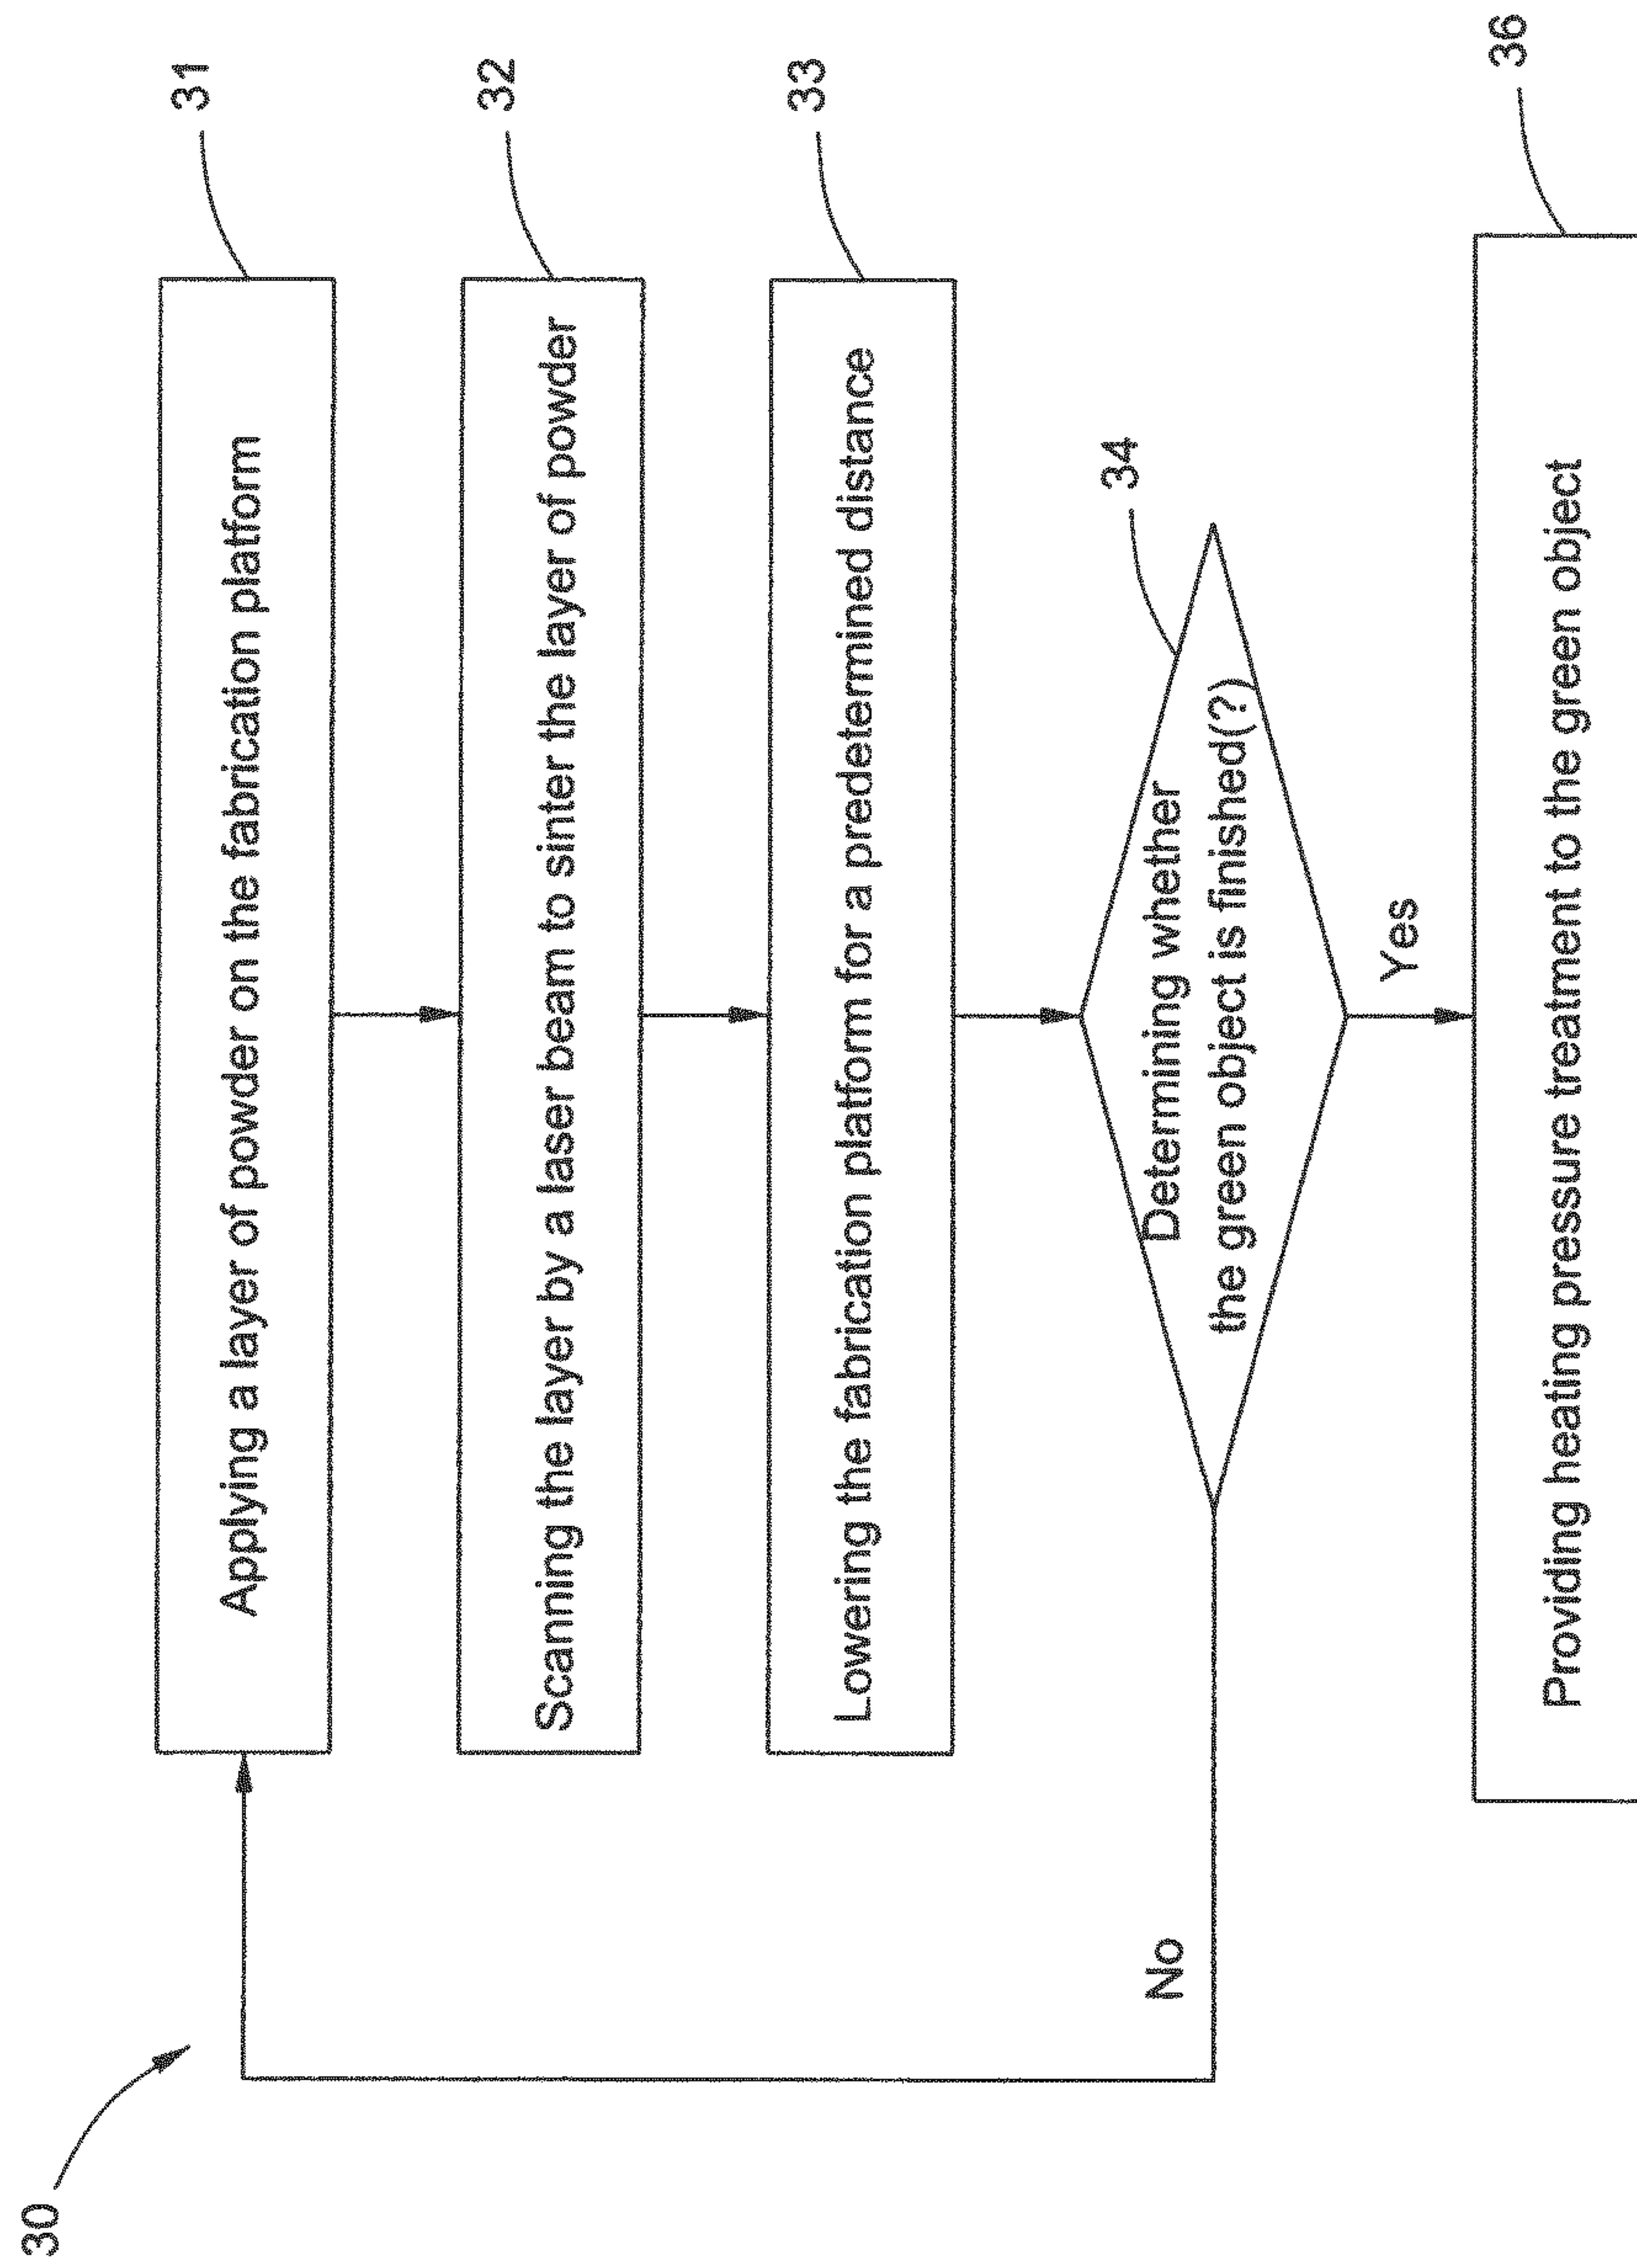 30
31
Applying a layer of powder on the fabrication platform
32
Scanning the layer by a laser beam to sinter the layer of powder
33
Lowering the fabrication platform for a predetermined distance
34
Determining whether
the green object is finished(?)
No
Yes
36
Providing heating pressure treatment to the green object